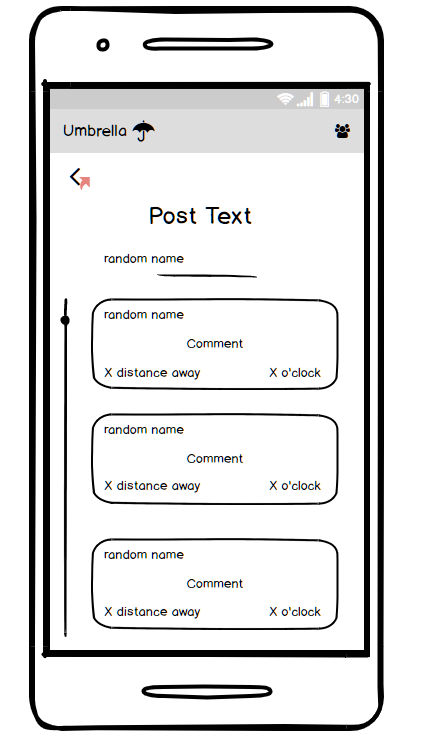 4:30
Umbrella
Post Text
random name
random name
Comment
X distance away X o'clock
random name
Comment
X distance away X o'clock
random name
Comment
X distance away X o'clock